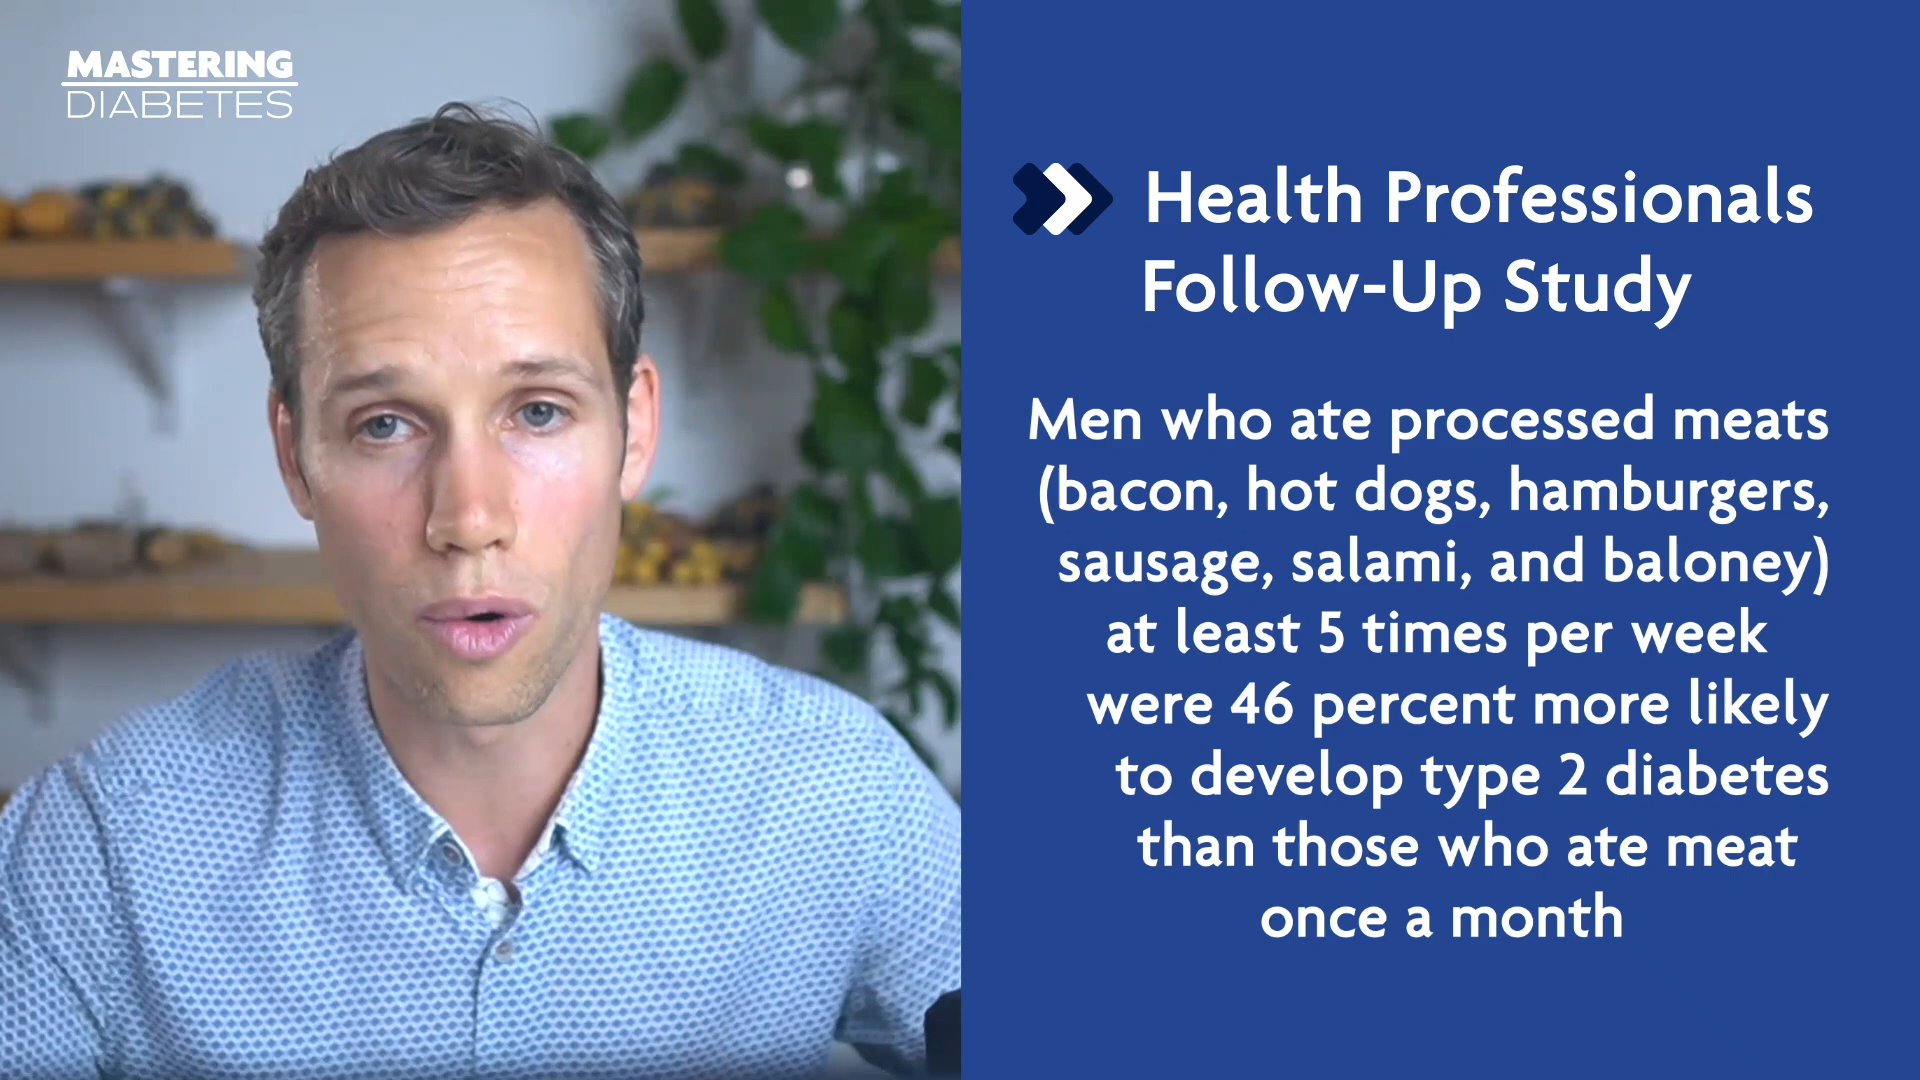 MASTERING
DIABETES
Health Professionals
Follow-Up Study
Men who ate processed meats
(bacon, hot dogs, hamburgers,
sausage, salami, and baloney)
at least 5 times per week
were 46 percent more likely
to develop type 2 diabetes
than those who ate meat
once a month